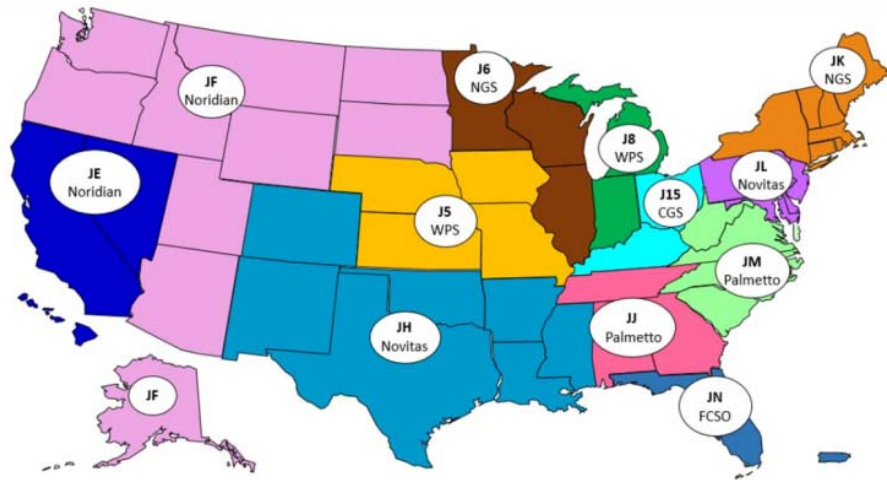 JF
Noridian
J6
NGS
JK
NGS
J8
WPS
JE
Noridian
JL
Novitas
J15
CGS
J5
WPS
JM
Palmetto
JH
Novitas
JJ
Palmetto
JF
JN
FCSO